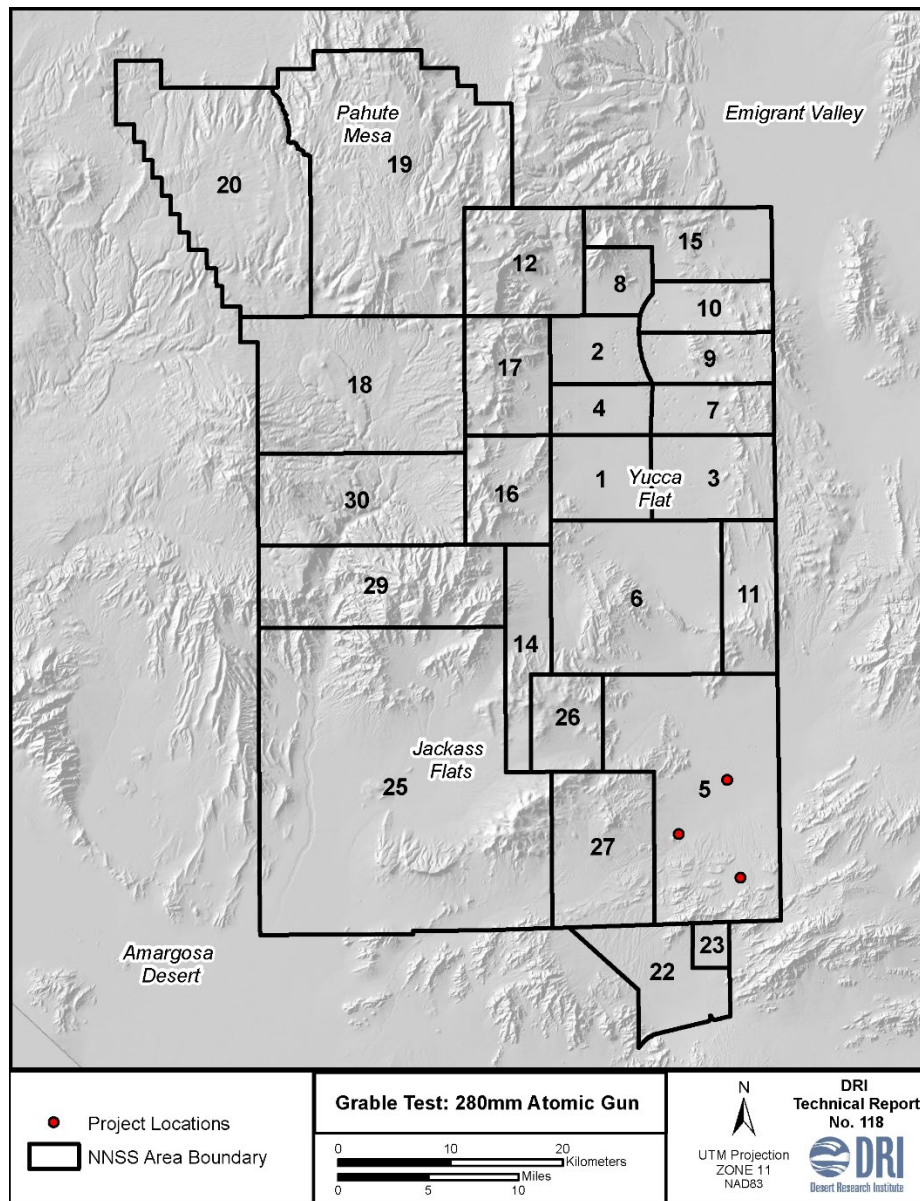 Pahute
Mesa
Emigrant Valley
19
20
15
12
8
10
2
9
17
18
4
7
1
Yucca
Flat
3
16
30
29
6
11
14
26
Jackass
Flats
5
25
27
Amargosa
Desert
23
22
Project Locations
NNSS Area Boundary
Grable Test: 280mm Atomic Gun
0 10 20
Kilometers
Miles
0 5 10
N
UTM Projection
ZONE 11
NAD83
DRI
Technical Report
No. 118
DRI
Desert Research Institute